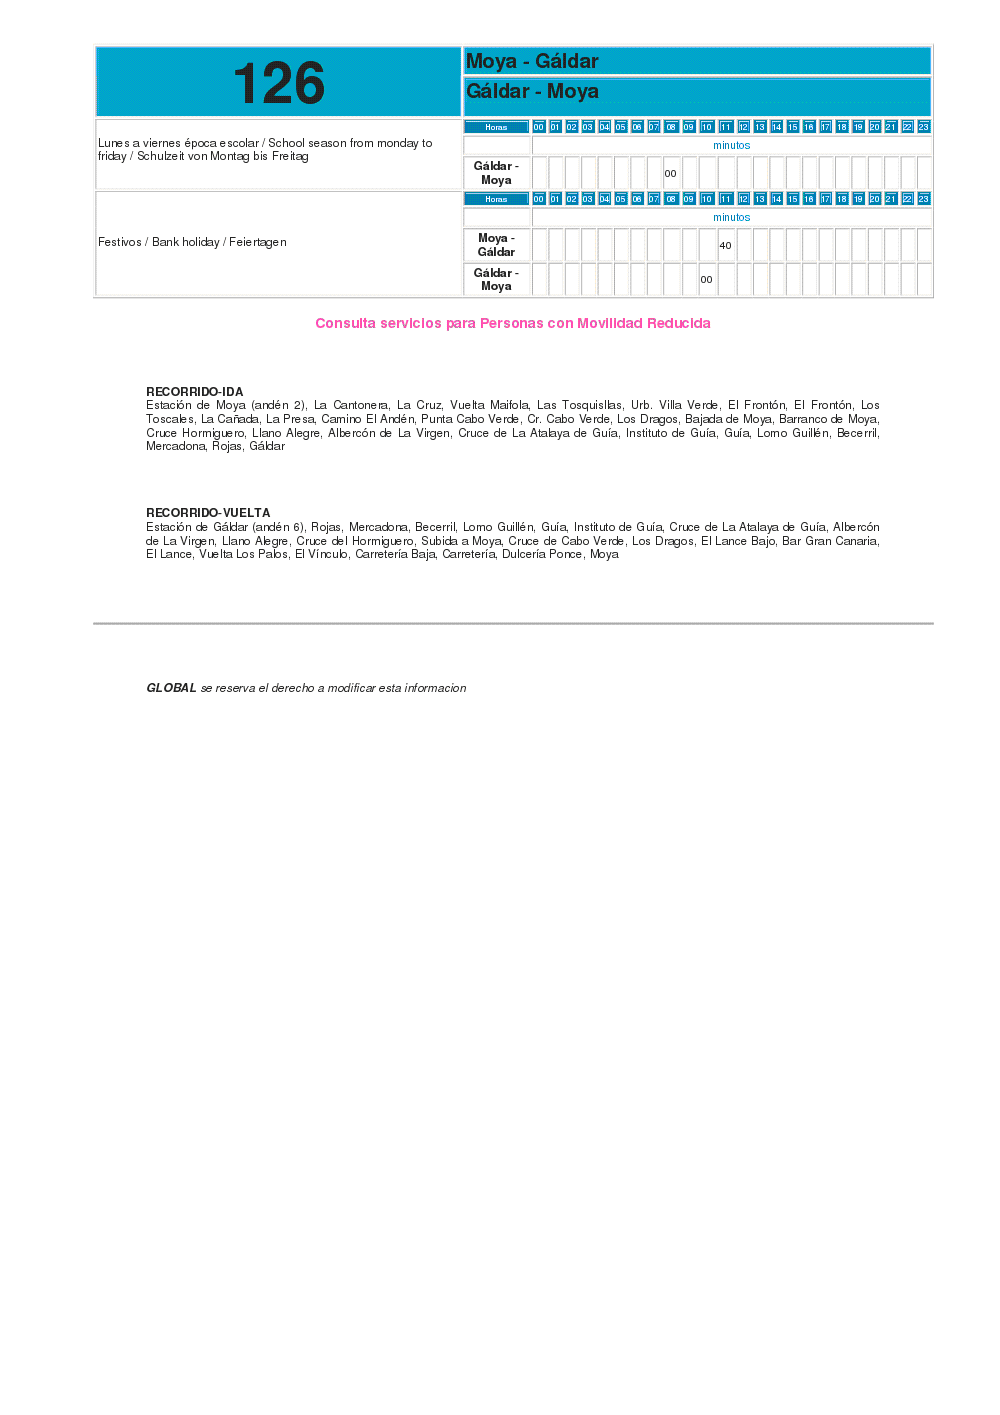 126
Moya - Gáldar
Gáldar - Moya
Lunes a viernes época escolar / School season from monday to
friday / Schulzeit von Montag bis Freitag
Horas 00 01 02 03 04 05 06 07 08 09 10 11 12 13 14 15 16 17 18 19 20 21 22 23
minutos
Gáldar -
Moya
00
Festivos / Bank holiday / Feiertagen
Horas 00 01 02 03 04 05 06 07 08 09 10 11 12 13 14 15 16 17 18 19 20 21 22 23
minutos
Moya -
Gáldar
40
Gáldar -
Moya
00
Consulta servicios para Personas con Movilidad Reducida
RECORRIDO-IDA
Estación de Moya (andén 2), La Cantonera, La Cruz, Vuelta Maifola, Las Tosquisllas, Urb. Villa Verde, El Frontón, El Frontón, Los
Toscales, La Cañada, La Presa, Camino El Andén, Punta Cabo Verde, Cr. Cabo Verde, Los Dragos, Bajada de Moya, Barranco de Moya,
Cruce Hormiguero, Llano Alegre, Albercón de La Virgen, Cruce de La Atalaya de Guía, Instituto de Guía, Guía, Lomo Guillén, Becerril,
Mercadona, Rojas, Gáldar
RECORRIDO-VUELTA
Estación de Gáldar (andén 6), Rojas, Mercadona, Becerril, Lomo Guillén, Guía, Instituto de Guía, Cruce de La Atalaya de Guía, Albercón
de La Virgen, Llano Alegre, Cruce del Hormiguero, Subida a Moya, Cruce de Cabo Verde, Los Dragos, El Lance Bajo, Bar Gran Canaria,
El Lance, Vuelta Los Palos, El Vínculo, Carretería Baja, Carretería, Dulcería Ponce, Moya
GLOBAL se reserva el derecho a modificar esta informacion